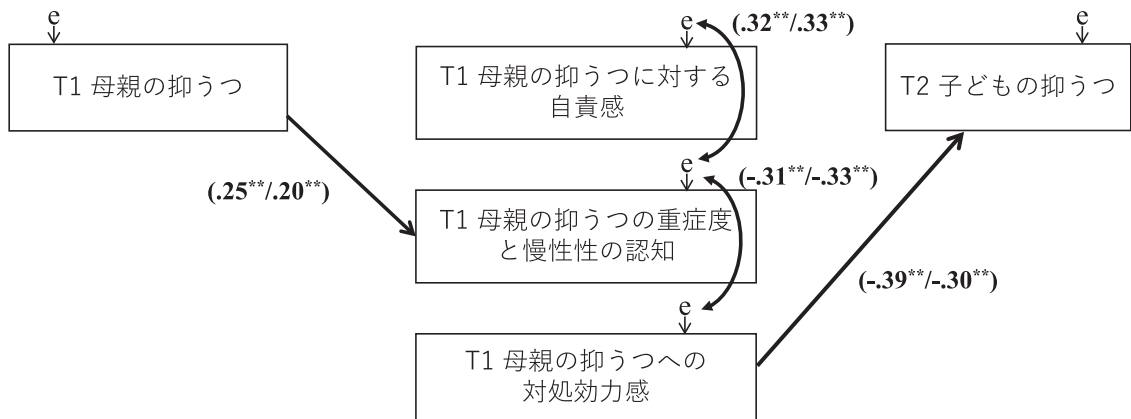 e
T1 母親の抑うつ
e
(.32**/.33**)
T1 母親の抑うつに対する
自責感
e
T2 子どもの抑うつ
(.25**/.20**)
e
(-.31**/-.33**)
T1 母親の抑うつの重症度
と慢性性の認知
(-.39**/-.30**)
e
T1 母親の抑うつへの
対処効力感